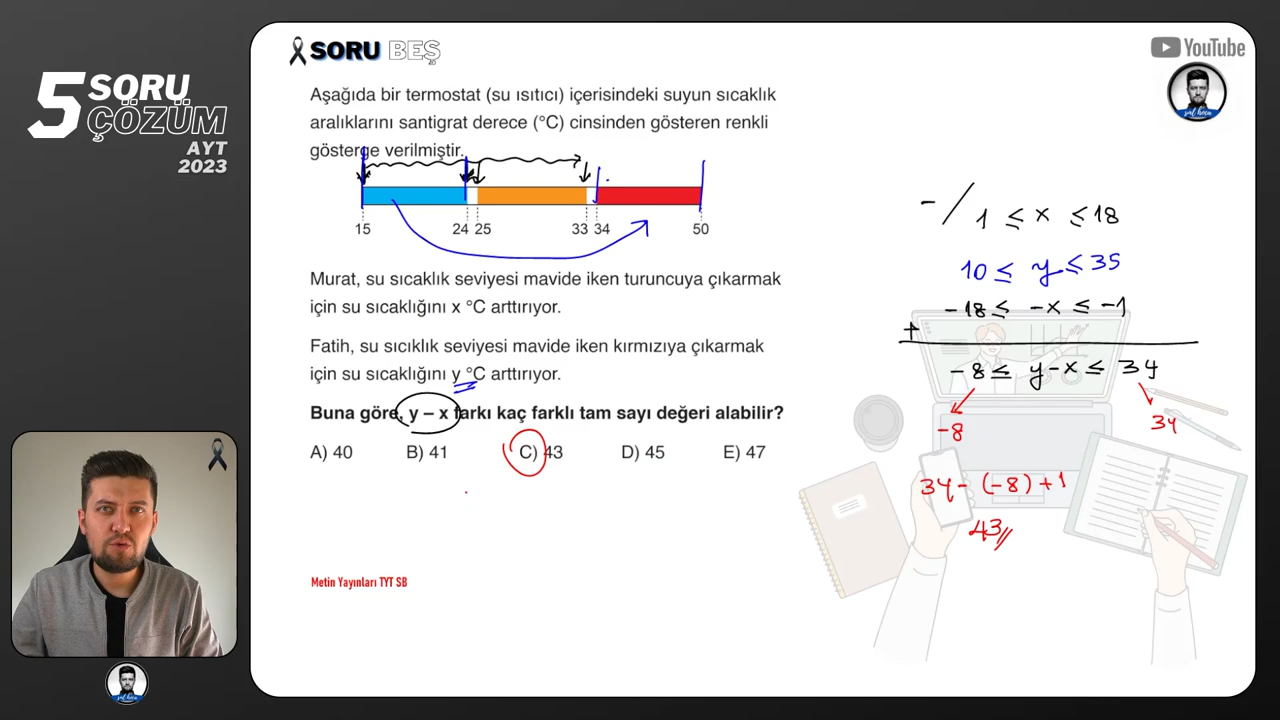 5 SORU
ÇÖZÜM
AYT
2023
SORU BEŞ
YouTube
Aşağıda bir termostat (su ısıtıcı) içerisindeki suyun sıcaklık
aralıklarını santigrat derece (°C) cinsinden gösteren renkli
gösterge verilmiştir.
15 24 25 33 34 50
Murat, su sıcaklık seviyesi mavide iken turuncuya çıkarmak
için su sıcaklığını x °C arttırıyor.
Fatih, su sıcıklık seviyesi mavide iken kırmızıya çıkarmak
için su sıcaklığını y °C arttırıyor.
Buna göre, y – x farkı kaç farklı tam sayı değeri alabilir?
A) 40 B) 41 C) 43 D) 45 E) 47
Metin Yayınları TYT SB
- / 1 ≤ x ≤ 18
10 ≤ y ≤ 35
-18 ≤ -x ≤ -1
+
-8 ≤ y-x ≤ 34
-8 34
34 - (-8) + 1
43